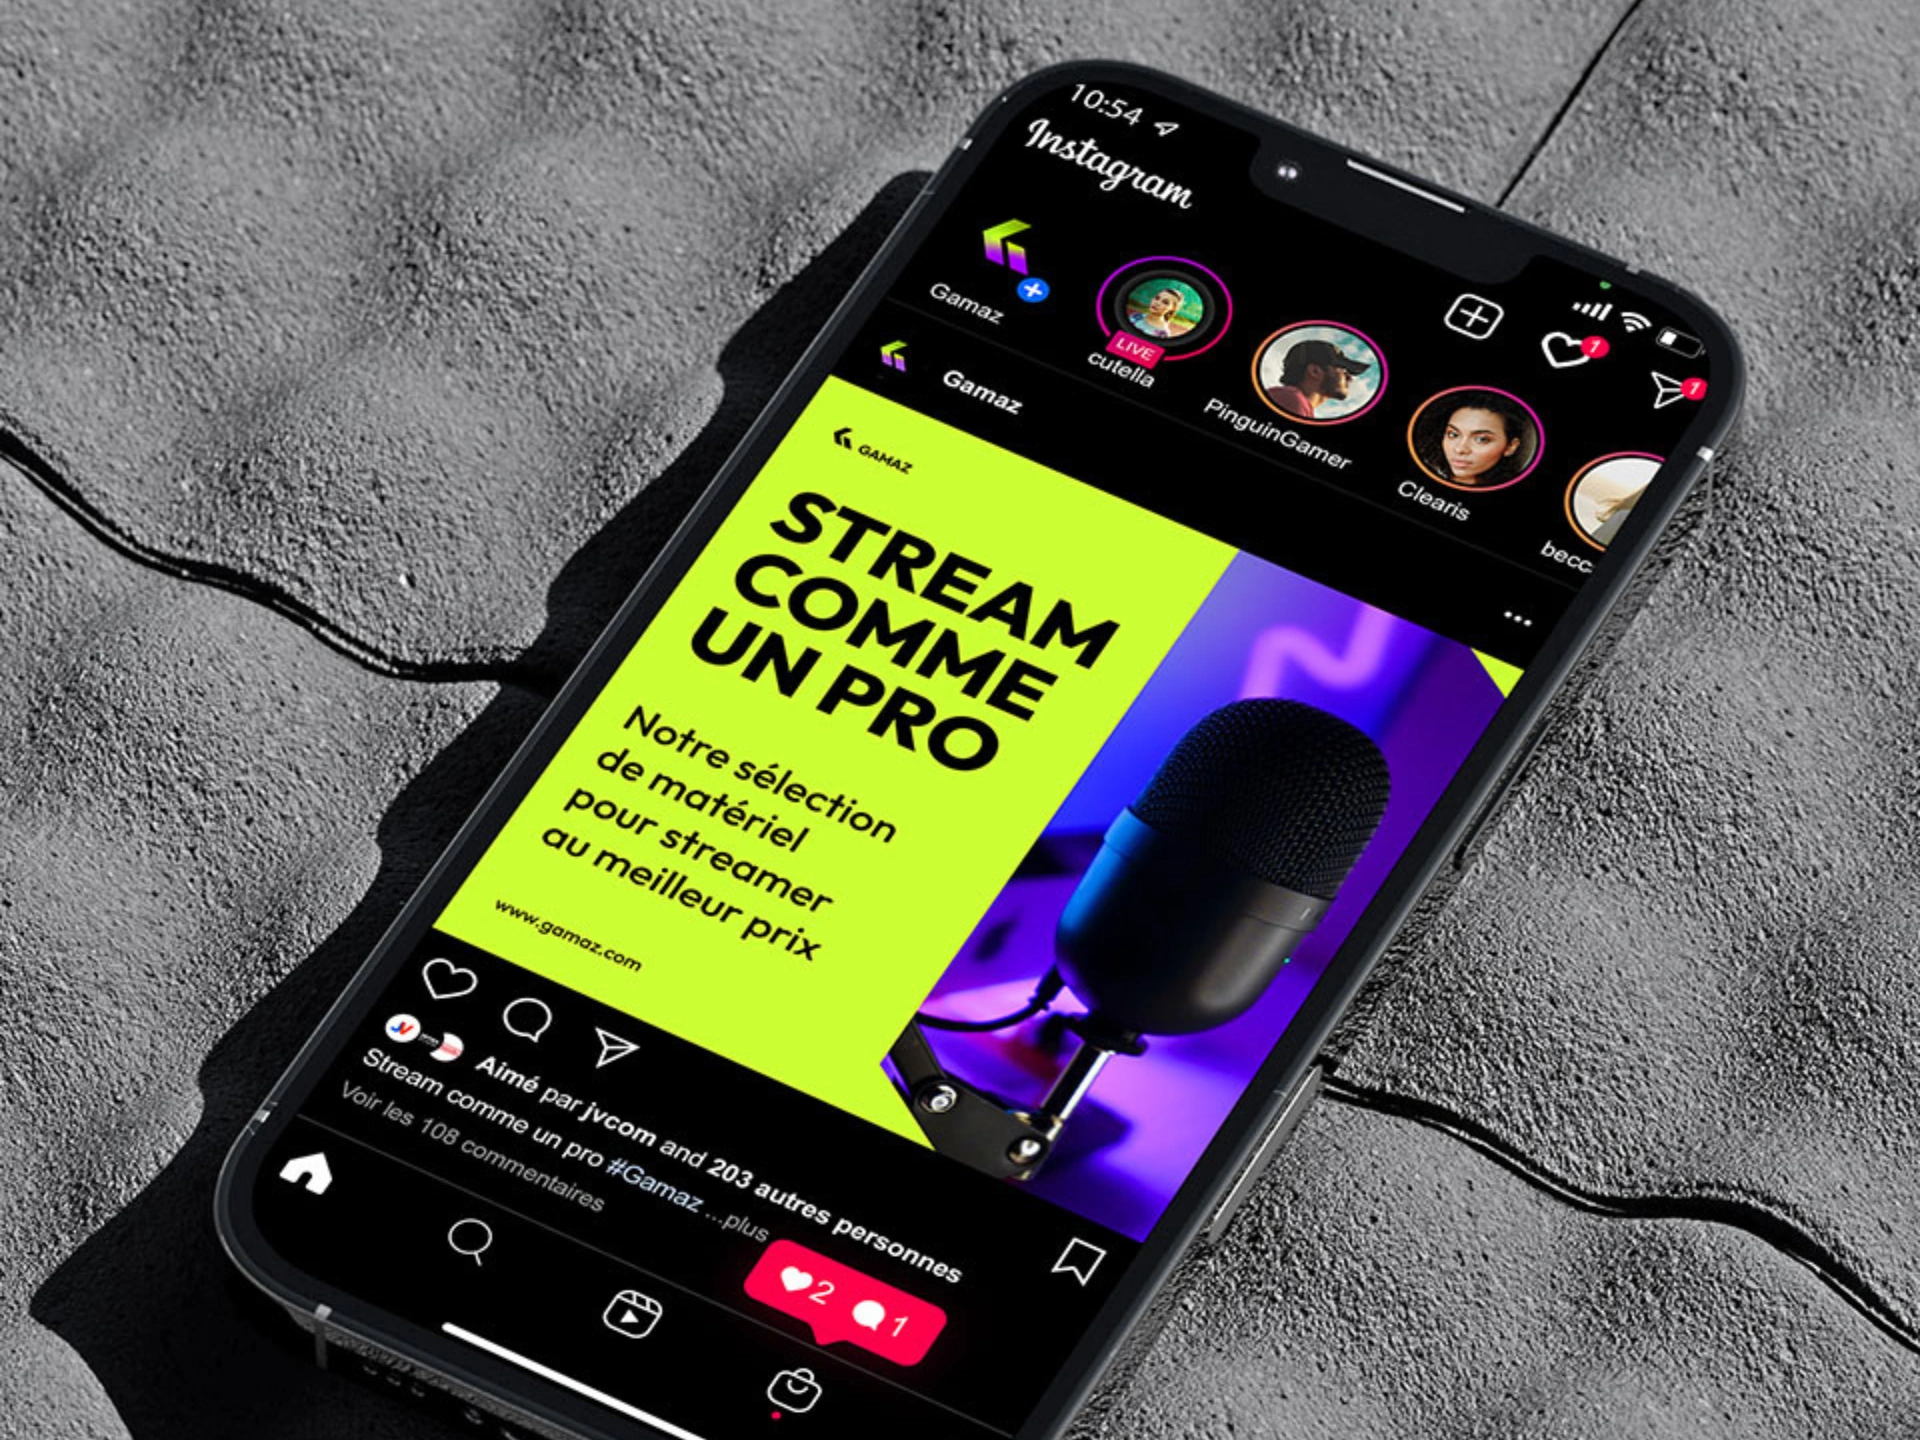 10:54
Instagram
1
1
Gamaz
LIVE
cutella
PinguinGamer
Clearis
becc
Gamaz
GAMAZ
STREAM
COMME
UN PRO
Notre sélection
de matériel
pour streamer
au meilleur prix
www.gamaz.com
JV
Aimé par jvcom and 203 autres personnes
Stream comme un pro #Gamaz ...plus
Voir les 108 commentaires
2 1